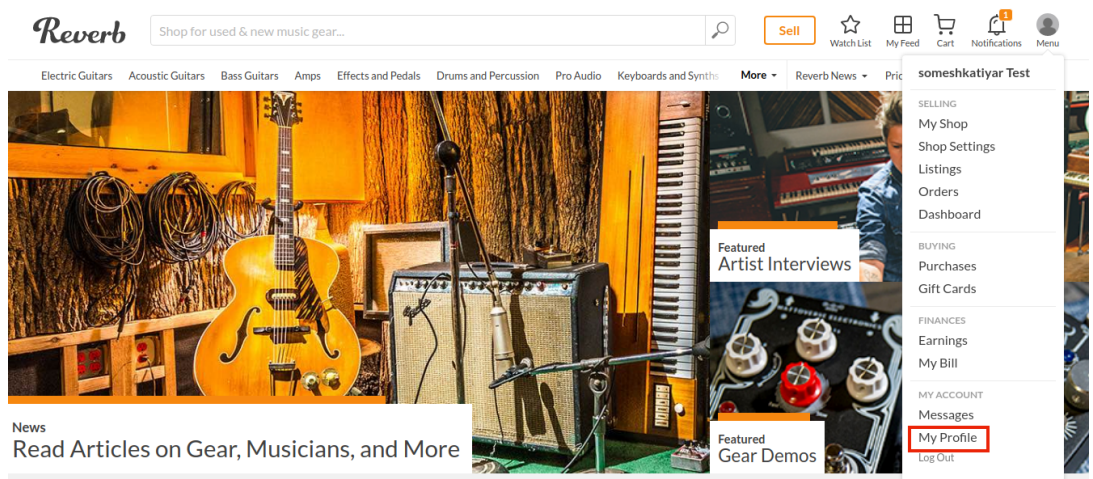 Reverb
Shop for used & new music gear...
Sell
Watch List
My Feed
Cart
1
Notifications
Menu
Electric Guitars
Acoustic Guitars
Bass Guitars
Amps
Effects and Pedals
Drums and Percussion
Pro Audio
Keyboards and Synths
More
Reverb News
Pric
someshkatiyar Test
SELLING
My Shop
Shop Settings
Listings
Orders
Dashboard
BUYING
Purchases
Gift Cards
FINANCES
Earnings
My Bill
MY ACCOUNT
Messages
My Profile
Log Out
Featured
Artist Interviews
News
Read Articles on Gear, Musicians, and More
Featured
Gear Demos